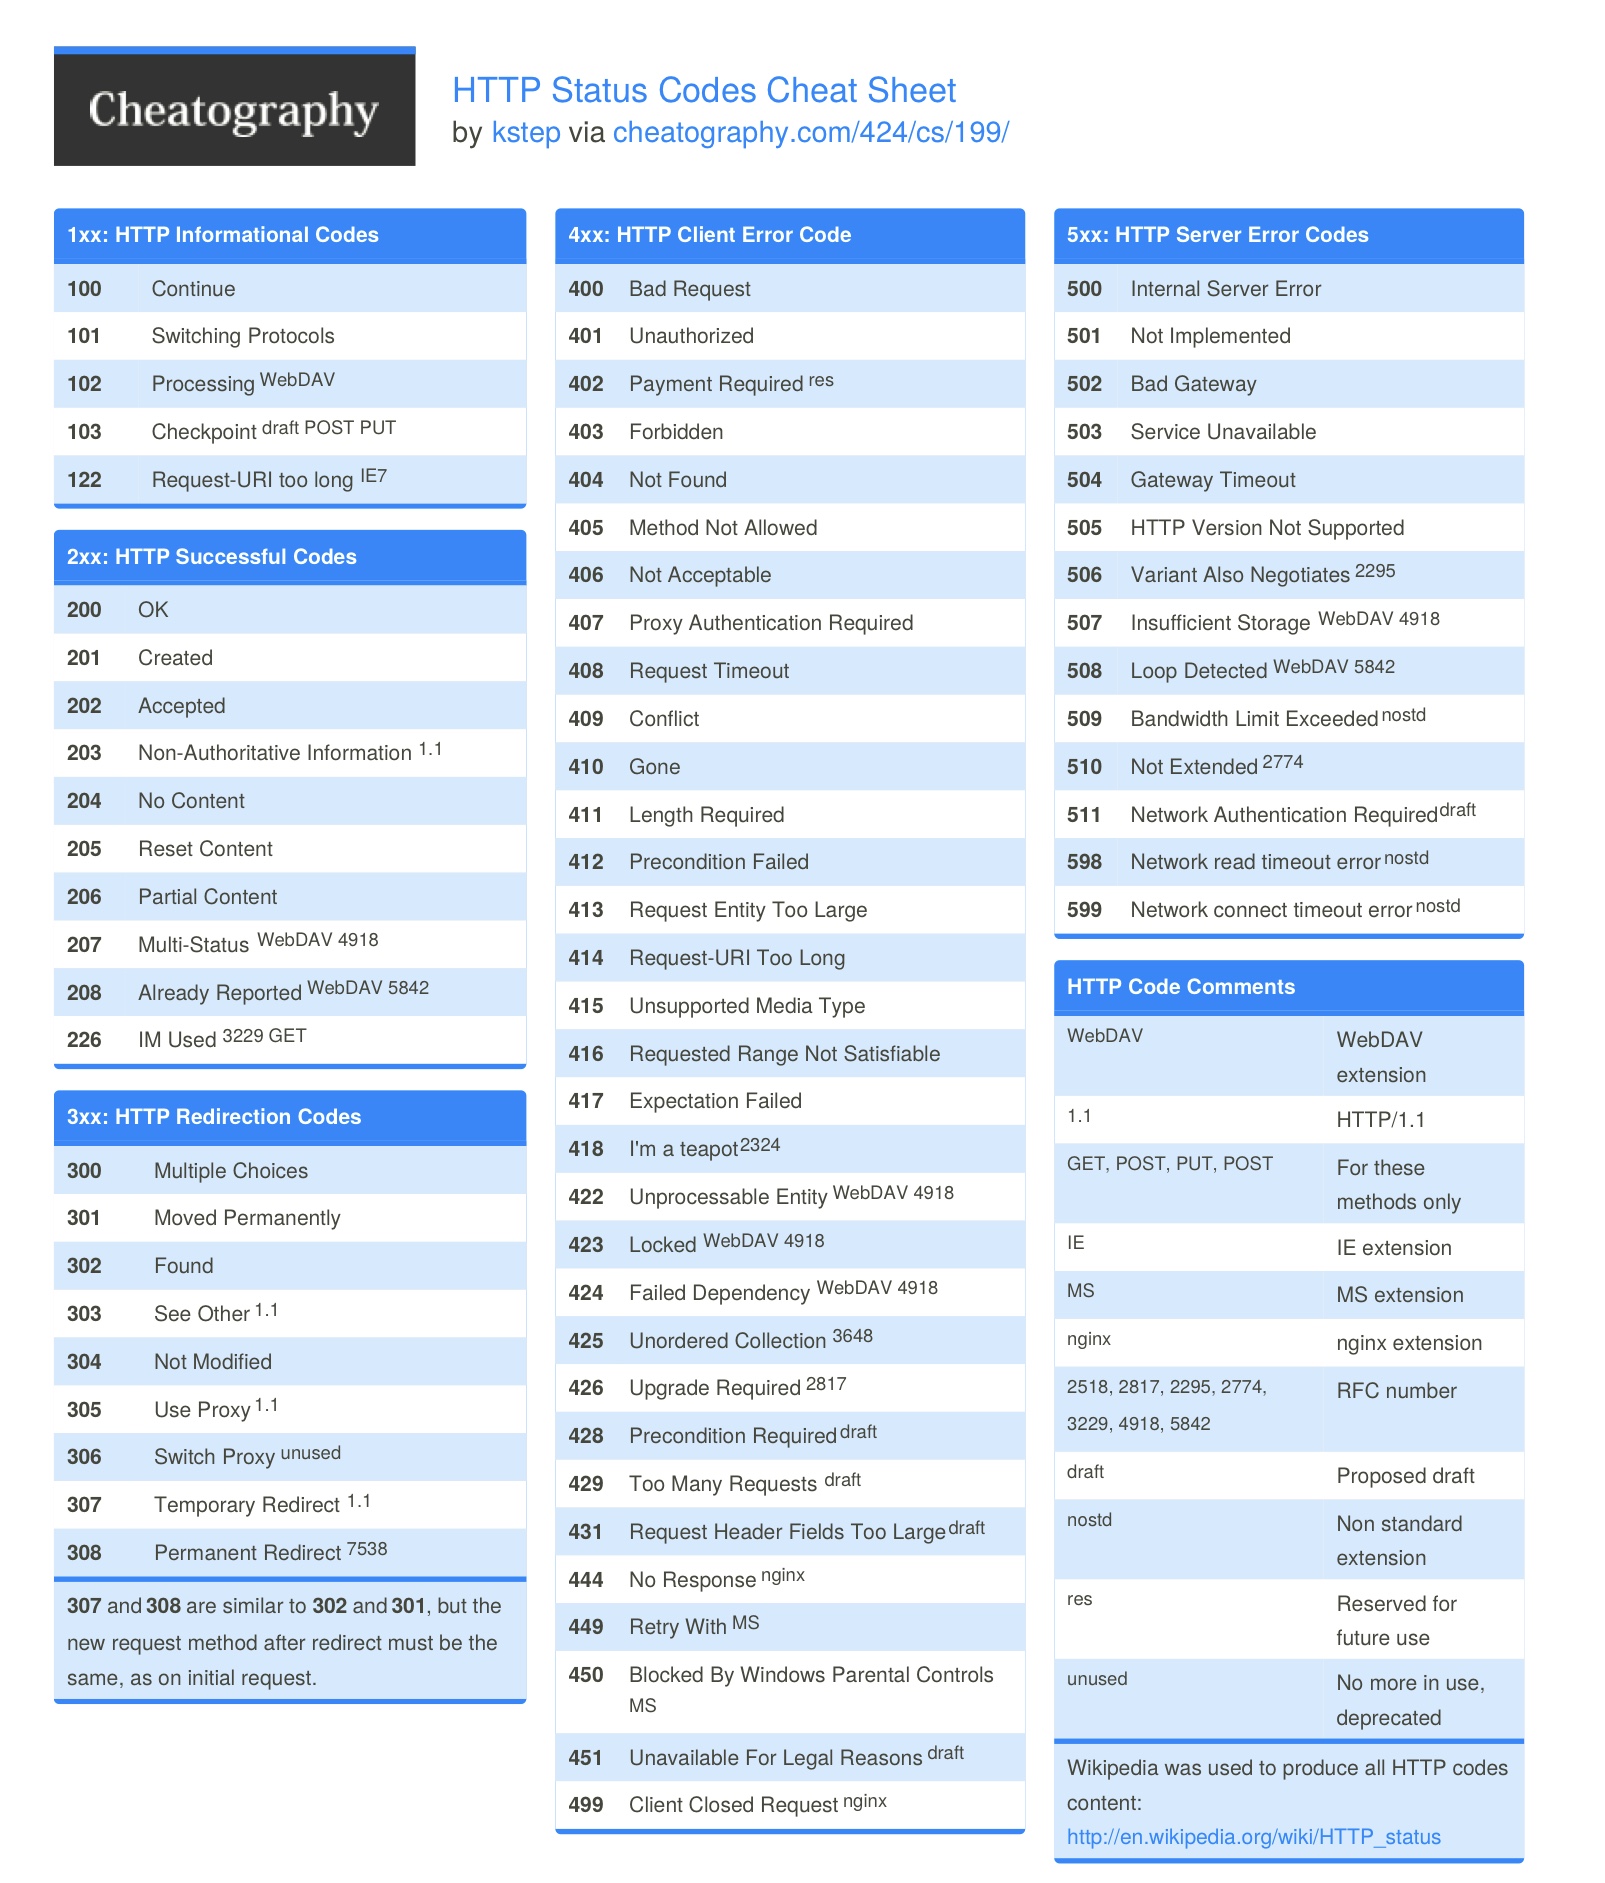 Cheatography
HTTP Status Codes Cheat Sheet
by kstep via cheatography.com/424/cs/199/
1xx: HTTP Informational Codes
100 Continue
101 Switching Protocols
102 Processing WebDAV
103 Checkpoint draft POST PUT
122 Request-URI too long IE7
2xx: HTTP Successful Codes
200 OK
201 Created
202 Accepted
203 Non-Authoritative Information 1.1
204 No Content
205 Reset Content
206 Partial Content
207 Multi-Status WebDAV 4918
208 Already Reported WebDAV 5842
226 IM Used 3229 GET
3xx: HTTP Redirection Codes
300 Multiple Choices
301 Moved Permanently
302 Found
303 See Other 1.1
304 Not Modified
305 Use Proxy 1.1
306 Switch Proxy unused
307 Temporary Redirect 1.1
308 Permanent Redirect 7538
307 and 308 are similar to 302 and 301, but the
new request method after redirect must be the
same, as on initial request.
4xx: HTTP Client Error Code
400 Bad Request
401 Unauthorized
402 Payment Required res
403 Forbidden
404 Not Found
405 Method Not Allowed
406 Not Acceptable
407 Proxy Authentication Required
408 Request Timeout
409 Conflict
410 Gone
411 Length Required
412 Precondition Failed
413 Request Entity Too Large
414 Request-URI Too Long
415 Unsupported Media Type
416 Requested Range Not Satisfiable
417 Expectation Failed
418 I'm a teapot 2324
422 Unprocessable Entity WebDAV 4918
423 Locked WebDAV 4918
424 Failed Dependency WebDAV 4918
425 Unordered Collection 3648
426 Upgrade Required 2817
428 Precondition Required draft
429 Too Many Requests draft
431 Request Header Fields Too Large draft
444 No Response nginx
449 Retry With MS
450 Blocked By Windows Parental Controls
MS
451 Unavailable For Legal Reasons draft
499 Client Closed Request nginx
5xx: HTTP Server Error Codes
500 Internal Server Error
501 Not Implemented
502 Bad Gateway
503 Service Unavailable
504 Gateway Timeout
505 HTTP Version Not Supported
506 Variant Also Negotiates 2295
507 Insufficient Storage WebDAV 4918
508 Loop Detected WebDAV 5842
509 Bandwidth Limit Exceeded nostd
510 Not Extended 2774
511 Network Authentication Required draft
598 Network read timeout error nostd
599 Network connect timeout error nostd
HTTP Code Comments
WebDAV WebDAV
extension
1.1 HTTP/1.1
GET, POST, PUT, POST For these
methods only
IE IE extension
MS MS extension
nginx nginx extension
2518, 2817, 2295, 2774, RFC number
3229, 4918, 5842
draft Proposed draft
nostd Non standard
extension
res Reserved for
future use
unused No more in use,
deprecated
Wikipedia was used to produce all HTTP codes
content:
http://en.wikipedia.org/wiki/HTTP_status